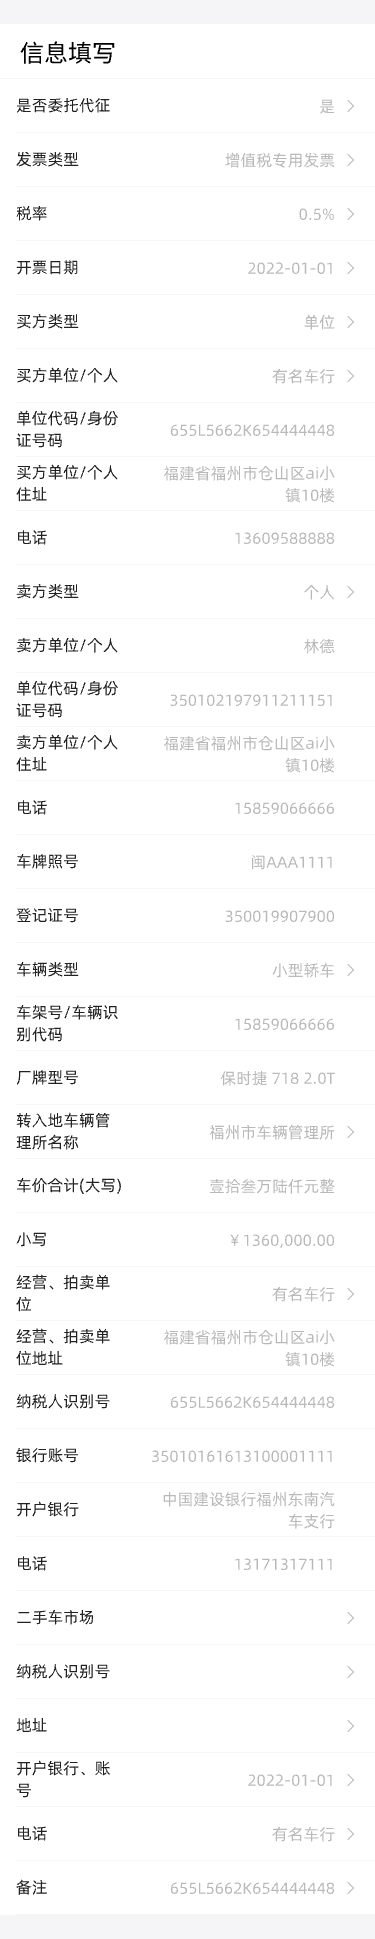 信息填写
是否委托代征 是
发票类型 增值税专用发票
税率 0.5%
开票日期 2022-01-01
买方类型 单位
买方单位/个人 有名车行
单位代码/身份
证号码 655L5662K654444448
买方单位/个人 福建省福州市仓山区ai小
住址 镇10楼
电话 13609588888
卖方类型 个人
卖方单位/个人 林德
单位代码/身份
证号码 350102197911211151
卖方单位/个人 福建省福州市仓山区ai小
住址 镇10楼
电话 15859066666
车牌照号 闽AAA1111
登记证号 350019907900
车辆类型 小型轿车
车架号/车辆识
别代码 15859066666
厂牌型号 保时捷 718 2.0T
转入地车辆管
理所名称 福州市车辆管理所
车价合计(大写) 壹拾叁万陆仟元整
小写 ¥1360,000.00
经营、拍卖单
位 有名车行
经营、拍卖单 福建省福州市仓山区ai小
位地址 镇10楼
纳税人识别号 655L5662K654444448
银行账号 35010161613100001111
开户银行 中国建设银行福州东南汽
车支行
电话 13171317111
二手车市场
纳税人识别号
地址
开户银行、账
号 2022-01-01
电话 有名车行
备注 655L5662K654444448